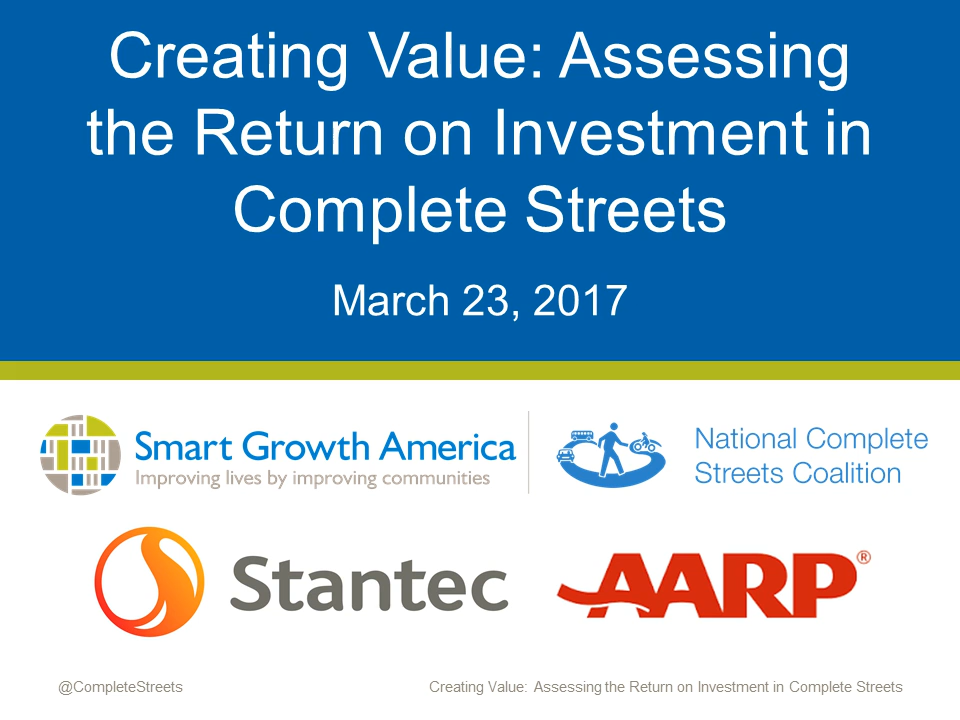 Creating Value: Assessing
the Return on Investment in
Complete Streets
March 23, 2017
Smart Growth America
Improving lives by improving communities
National Complete
Streets Coalition
Stantec
AARP®
@CompleteStreets
Creating Value: Assessing the Return on Investment in Complete Streets